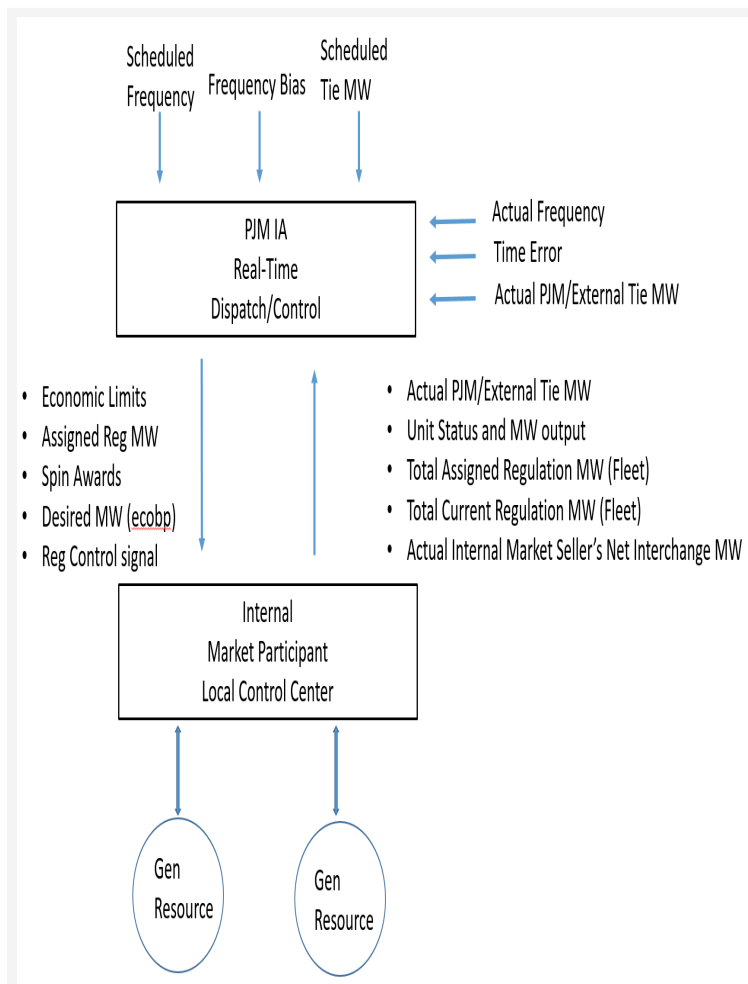 Scheduled
Frequency
Frequency Bias
Scheduled
Tie MW
PJM IA
Real-Time
Dispatch/Control
Actual Frequency
Time Error
Actual PJM/External Tie MW
• Economic Limits
• Assigned Reg MW
• Spin Awards
• Desired MW (ecobp)
• Reg Control signal
• Actual PJM/External Tie MW
• Unit Status and MW output
• Total Assigned Regulation MW (Fleet)
• Total Current Regulation MW (Fleet)
• Actual Internal Market Seller's Net Interchange MW
Internal
Market Participant
Local Control Center
Gen
Resource
Gen
Resource